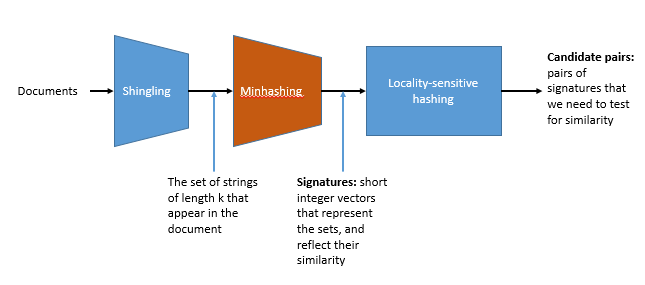 Documents
Shingling
Minhashing
Locality-sensitive
hashing
Candidate pairs:
pairs of
signatures that
we need to test
for similarity
The set of strings
of length k that
appear in the
document
Signatures: short
integer vectors
that represent
the sets, and
reflect their
similarity